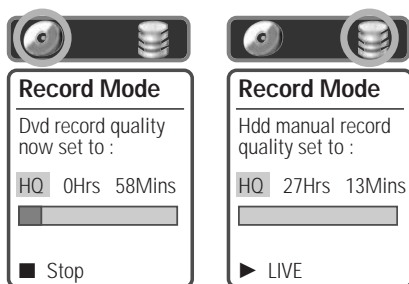 Record Mode
Dvd record quality
now set to :
HQ 0Hrs 58Mins
Stop
Record Mode
Hdd manual record
quality set to :
HQ 27Hrs 13Mins
LIVE